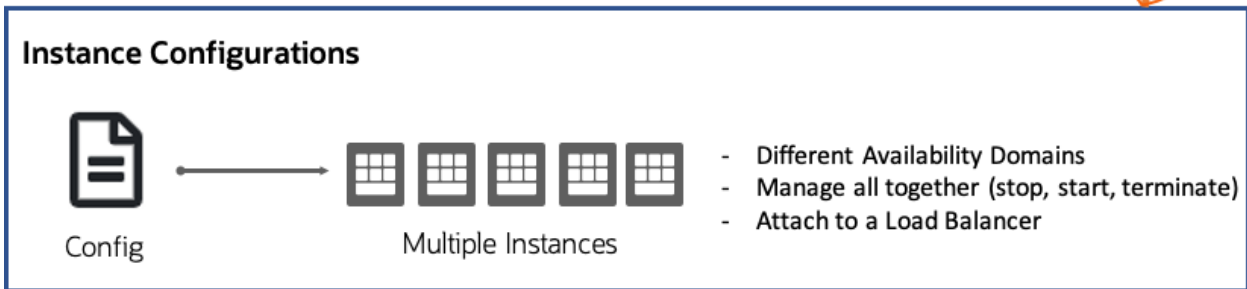 Instance Configurations
- Different Availability Domains
- Manage all together (stop, start, terminate)
- Attach to a Load Balancer
Config
Multiple Instances